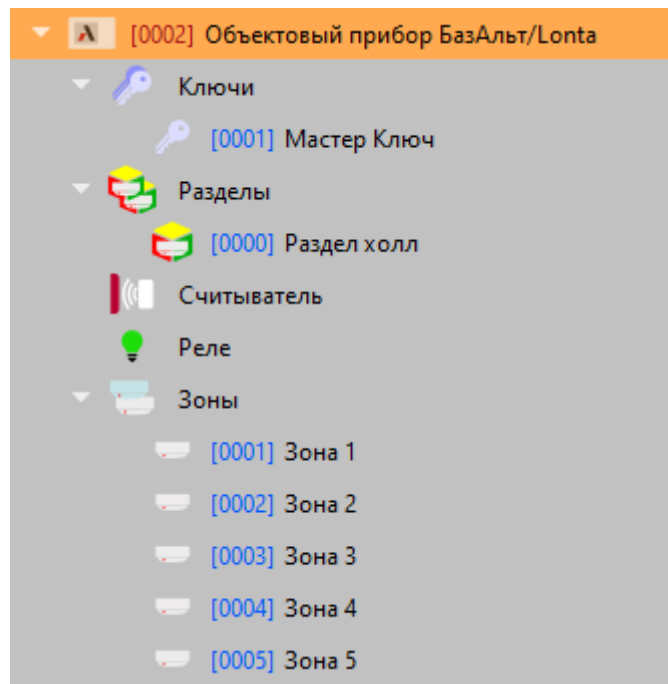 [0002] Объектовый прибор БазАльт/Lonta
Ключи
[0001] Мастер Ключ
Разделы
[0000] Раздел холл
Считыватель
Реле
Зоны
[0001] Зона 1
[0002] Зона 2
[0003] Зона 3
[0004] Зона 4
[0005] Зона 5